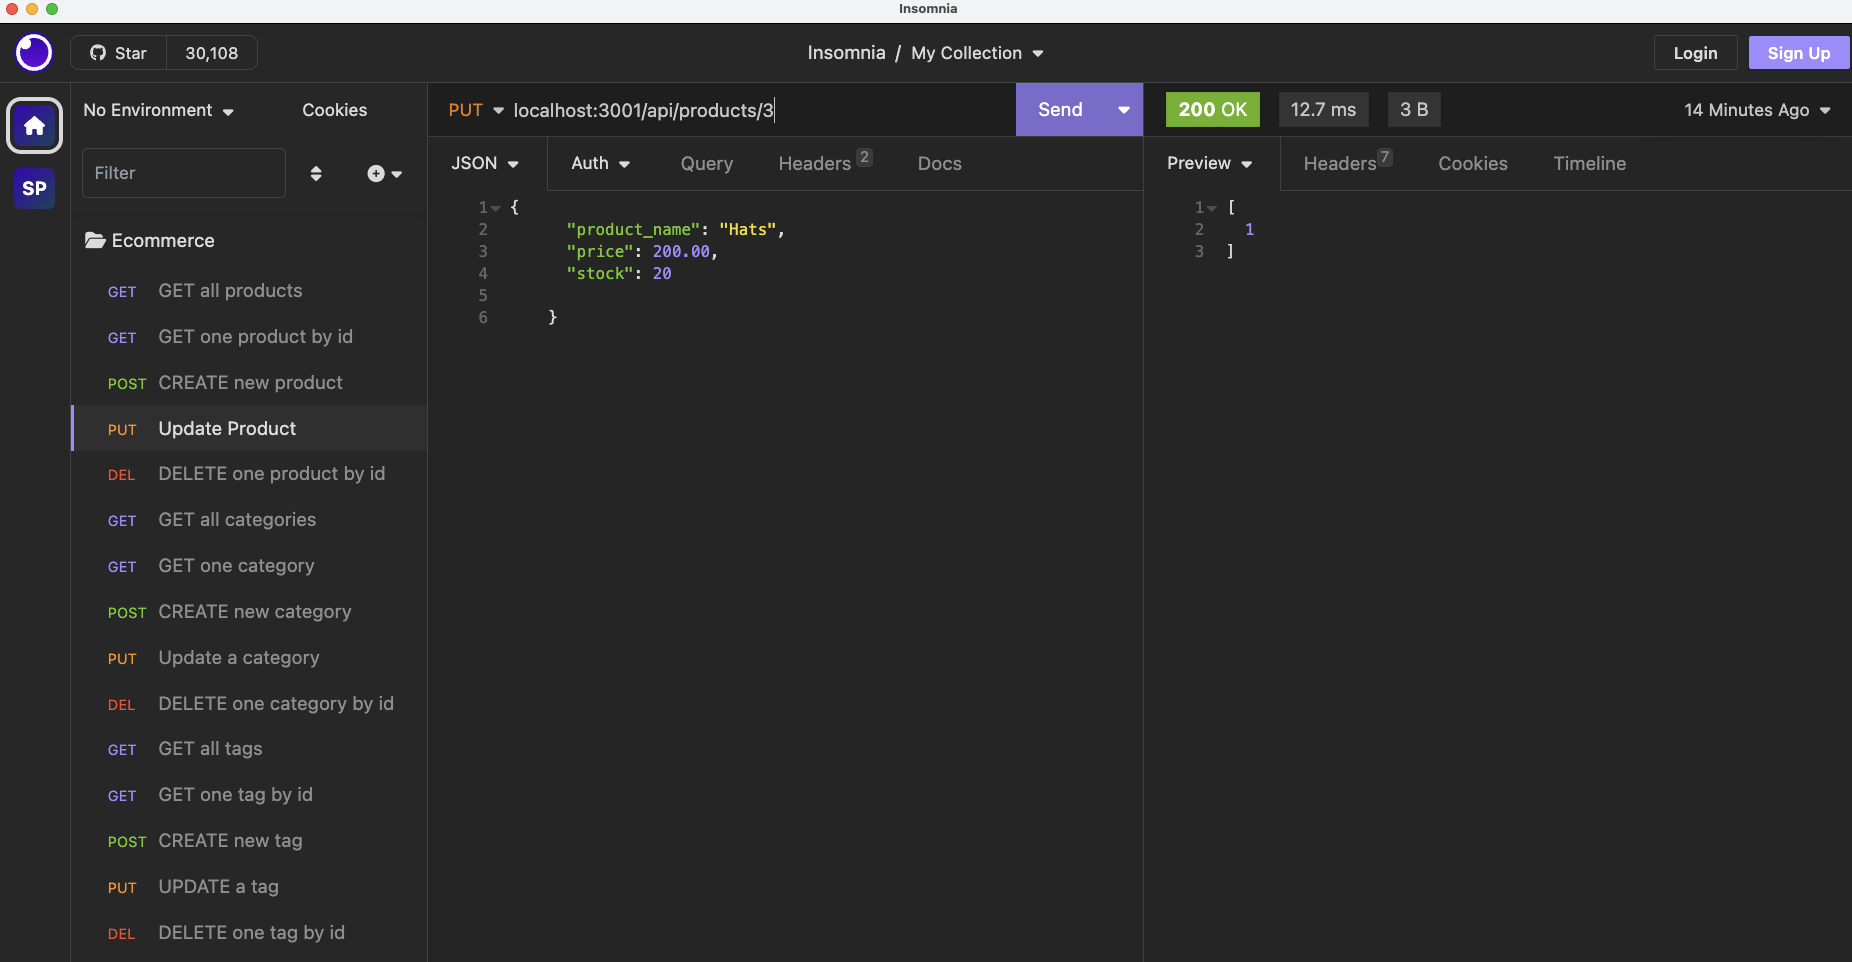 Insomnia
Star 30,108
Insomnia / My Collection
Login Sign Up
SP
No Environment Cookies
Filter
Ecommerce
GET GET all products
GET GET one product by id
POST CREATE new product
PUT Update Product
DEL DELETE one product by id
GET GET all categories
GET GET one category
POST CREATE new category
PUT Update a category
DEL DELETE one category by id
GET GET all tags
GET GET one tag by id
POST CREATE new tag
PUT UPDATE a tag
DEL DELETE one tag by id
PUT localhost:3001/api/products/3 Send
JSON Auth Query Headers 2 Docs
1 {
2 "product_name": "Hats",
3 "price": 200.00,
4 "stock": 20
5
6 }
200 OK 12.7 ms 3 B 14 Minutes Ago
Preview Headers 7 Cookies Timeline
1 [
2 1
3 ]